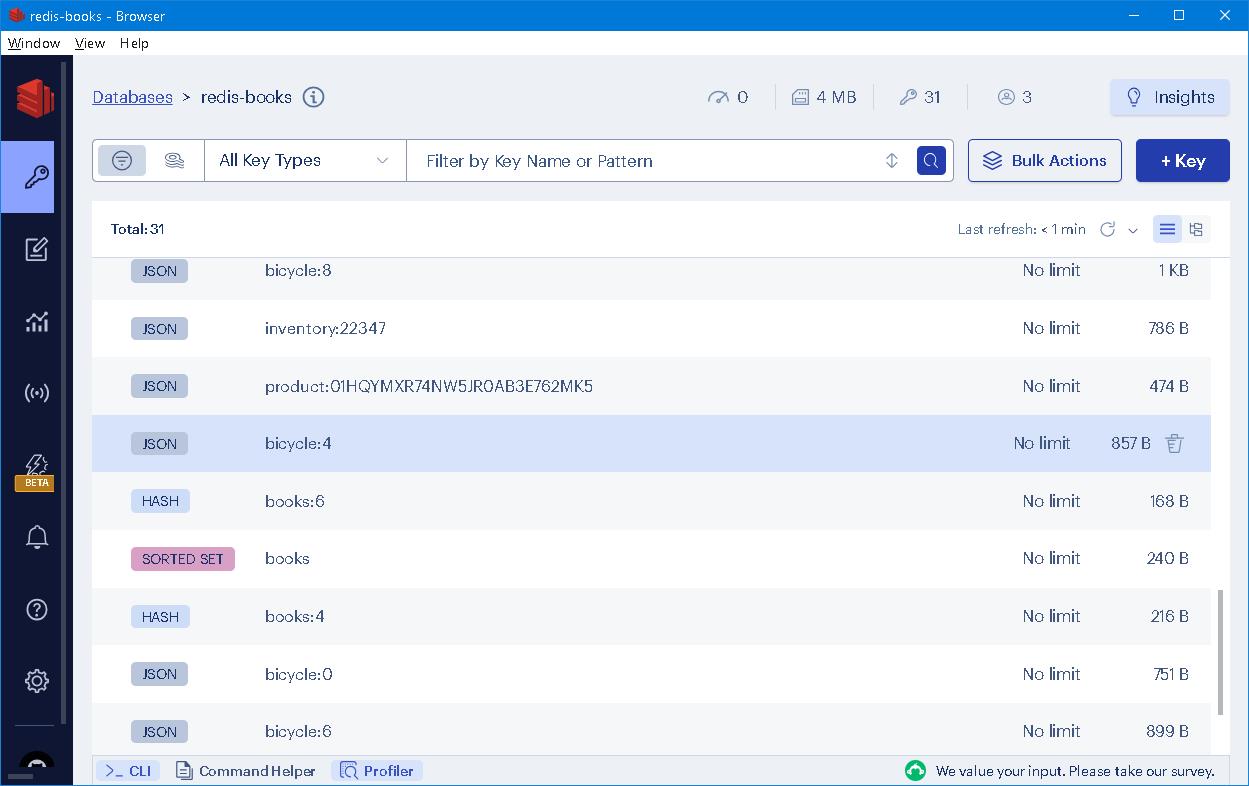 redis-books - Browser
Window View Help
Databases > redis-books 0 4 MB 31 3 Insights
All Key Types Filter by Key Name or Pattern Bulk Actions + Key
Total: 31 Last refresh: < 1 min
JSON bicycle:8 No limit 1 KB
JSON inventory:22347 No limit 786 B
JSON product:01HQYMXR74NW5JR0AB3E762MK5 No limit 474 B
JSON bicycle:4 No limit 857 B
HASH books:6 No limit 168 B
BETA
SORTED SET books No limit 240 B
HASH books:4 No limit 216 B
JSON bicycle:0 No limit 751 B
JSON bicycle:6 No limit 899 B
>_ CLI Command Helper Profiler We value your input. Please take our survey.